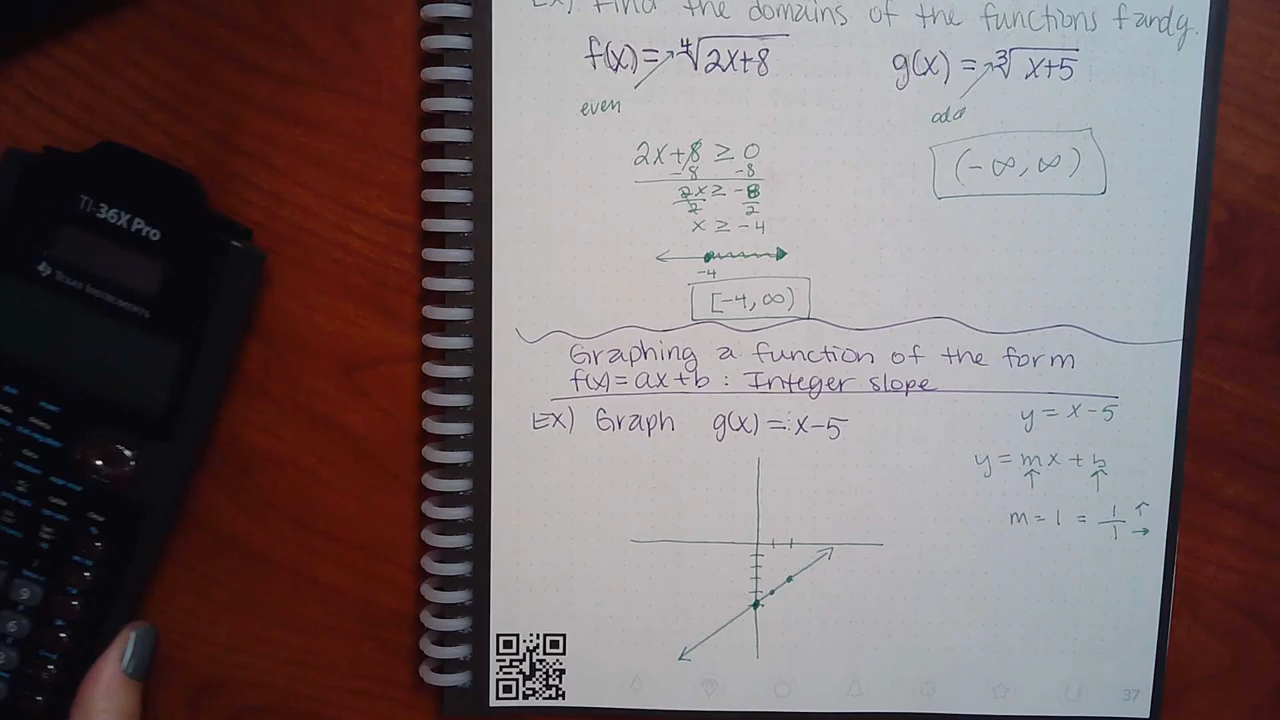 Ex) Find the domains of the functions f and g.
f(x) = ∜2x+8
g(x) = ∛x+5
even
odd
2x+8 ≥ 0
-8 -8
2x ≥ -8
2 2
x ≥ -4
-4
[-4, ∞)
(-∞, ∞)
Graphing a function of the form
f(x) = ax+b : Integer slope
Ex) Graph g(x) = x-5
y = x-5
y = mx + b
m = 1 = 1/1
TI-36X Pro
TEXAS INSTRUMENTS
9
6
37